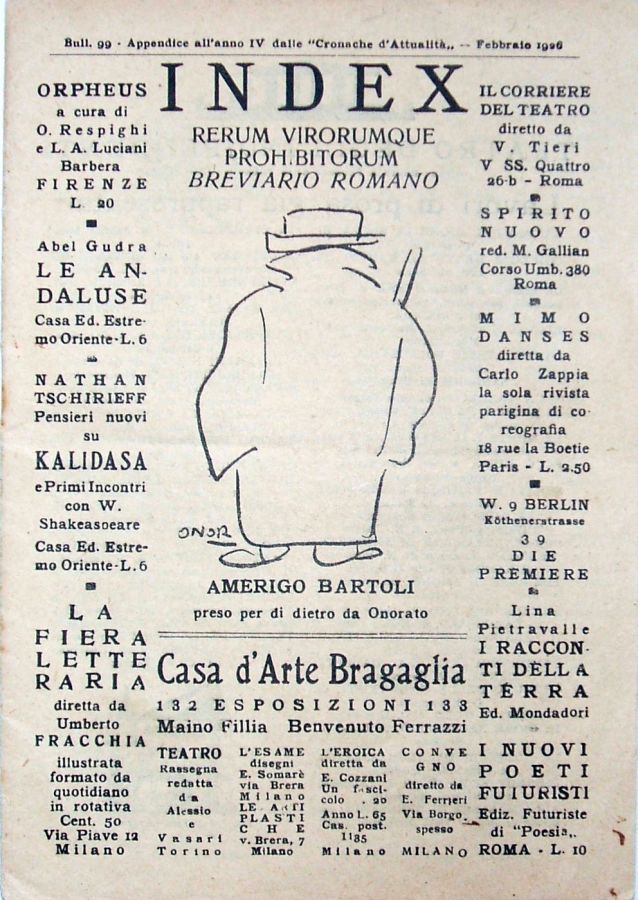 Bull. 99 - Appendice all'anno IV dalle "Cronache d'Attualità„ -- Febbraio 1926
INDEX
RERUM VIRORUMQUE
PROH.BITORUM
BREVIARIO ROMANO
ORPHEUS
a cura di
O. Respighi
e L. A. Luciani
Barbera
FIRENZE
L. 20
Abel Gudra
LE AN-
DALUSE
Casa Ed. Estre-
mo Oriente-L. 6
NATHAN
TSCHIRIEFF
Pensieri nuovi
su
KALIDASA
e Primi Incontri
con W.
Shakeasoeare
Casa Ed. Estre-
mo Oriente-L. 6
LA
FIERA
LETTE
RARIA
diretta da
Umberto
FRACCHIA
illustrata
formato da
quotidiano
in rotativa
Cent. 50
Via Piave 12
Milano
ONOR
AMERIGO BARTOLI
preso per di dietro da Onorato
Casa d'Arte Bragaglia
132 ESPOSIZIONI 133
Maino Fillia Benvenuto Ferrazzi
TEATRO
Rassegna
redatta
da
Alessio
e
Vasari
Torino
L'ESAME
disegni
E. Somarè
via Brera
Milano
LE ARTI
PLASTI
CHE
v. Brera, 7
Milano
L'EROICA
diretta da
E. Cozzani
Un fasci-
colo . 20
Anno L. 65
Cas. post.
1135
Milano
CONVE
GNO
diretto da
E. Ferrieri
Via Borgo
spesso
MILANO
IL CORRIERE
DEL TEATRO
diretto da
V. Tieri
V SS. Quattro
26-b - Roma
SPIRITO
NUOVO
red. M. Gallian
Corso Umb. 380
Roma
MIMO
DANSES
diretta da
Carlo Zappia
la sola rivista
parigina di co-
reografia
18 rue la Boetie
Paris - L. 2.50
W. 9 BERLIN
Köthenerstrasse
39
DIE
PREMIERE
Lina
Pietravalle
I RACCON-
TI DELLA
TERRA
Ed. Mondadori
I NUOVI
POETI
FUTURISTI
Ediz. Futuriste
di "Poesia„
ROMA - L. 10